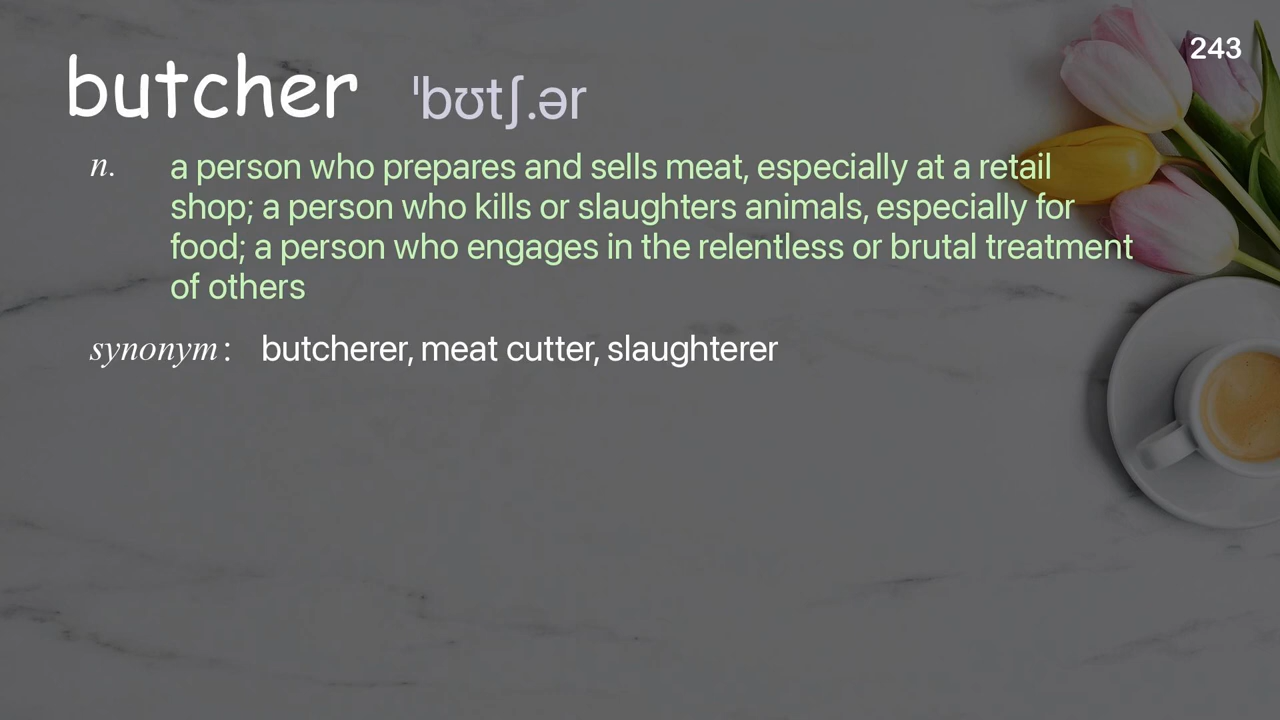 243
butcher ˈbʊtʃ.ər
n. a person who prepares and sells meat, especially at a retail
shop; a person who kills or slaughters animals, especially for
food; a person who engages in the relentless or brutal treatment
of others
synonym: butcherer, meat cutter, slaughterer